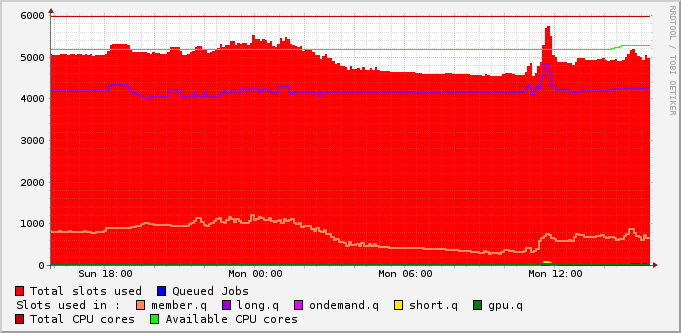 RRDTOOL / TOBI OETIKER
6000
5000
4000
3000
2000
1000
0
Sun 18:00 Mon 00:00 Mon 06:00 Mon 12:00
Total slots used Queued Jobs
Slots used in : member.q long.q ondemand.q short.q gpu.q
Total CPU cores Available CPU cores